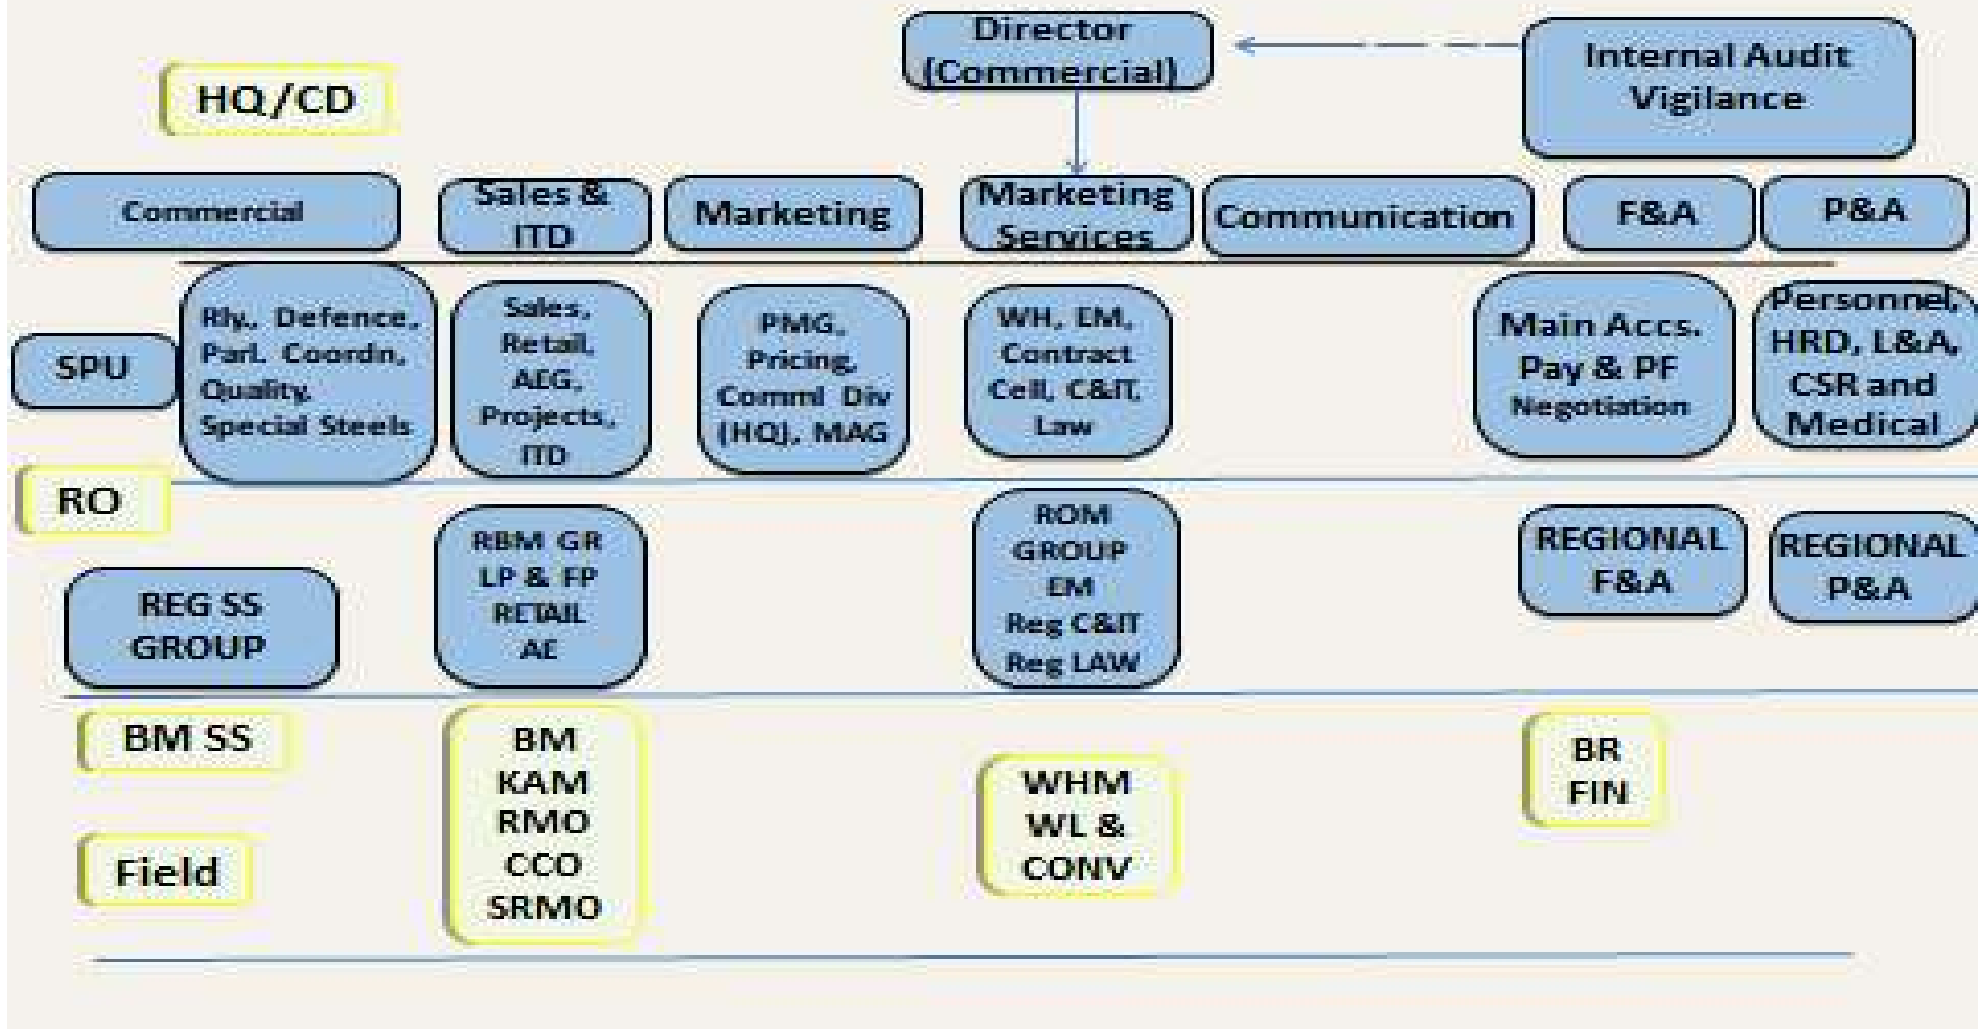 Director
(Commercial)
Internal Audit
Vigilance
HQ/CD
Commercial
Sales &
ITD
Marketing
Marketing
Services
Communication
F&A
P&A
SPU
Rly., Defence,
Parl. Coordn,
Quality,
Special Steels
Sales,
Retail,
AEG,
Projects,
ITD
PMG,
Pricing,
Comml Div
(HQ), MAG
WH, EM,
Contract
Cell, C&IT,
Law
Main Accs.
Pay & PF
Negotiation
Personnel,
HRD, L&A,
CSR and
Medical
RO
REG SS
GROUP
RBM GR
LP & FP
RETAIL
AE
ROM
GROUP
EM
Reg C&IT
Reg LAW
REGIONAL
F&A
REGIONAL
P&A
BM SS
Field
BM
KAM
RMO
CCO
SRMO
WHM
WL &
CONV
BR
FIN